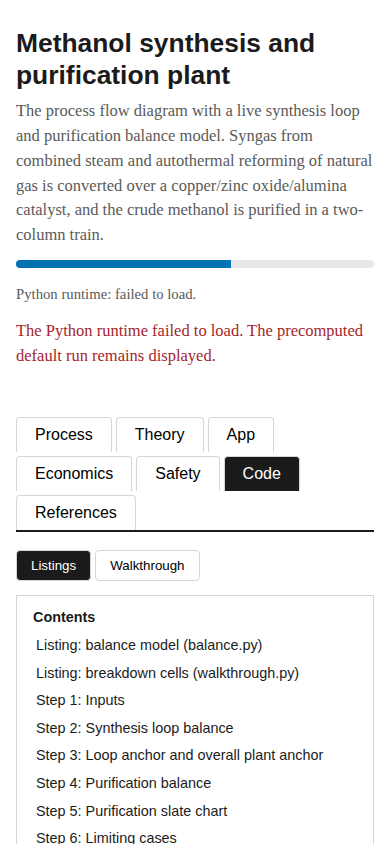 Methanol synthesis and
purification plant
The process flow diagram with a live synthesis loop
and purification balance model. Syngas from
combined steam and autothermal reforming of natural
gas is converted over a copper/zinc oxide/alumina
catalyst, and the crude methanol is purified in a two-
column train.
Python runtime: failed to load.
The Python runtime failed to load. The precomputed
default run remains displayed.
Process Theory App
Economics Safety Code
References
Listings Walkthrough
Contents
Listing: balance model (balance.py)
Listing: breakdown cells (walkthrough.py)
Step 1: Inputs
Step 2: Synthesis loop balance
Step 3: Loop anchor and overall plant anchor
Step 4: Purification balance
Step 5: Purification slate chart
Step 6: Limiting cases